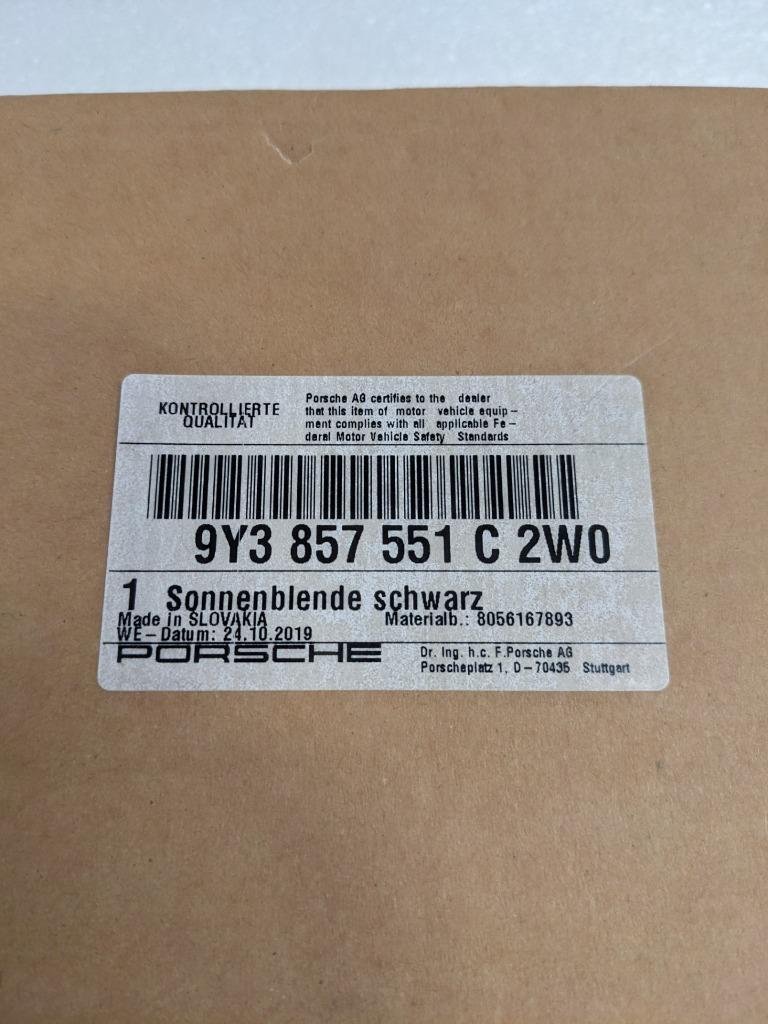 KONTROLLIERTE
QUALITÄT
Porsche AG certifies to the dealer
that this item of motor vehicle equip–
ment complies with all applicable Fe–
deral Motor Vehicle Safety Standards
9Y3 857 551 C 2W0
1 Sonnenblende schwarz
Made in SLOVAKIA Materialb.: 8056167893
WE–Datum: 24.10.2019
PORSCHE
Dr. Ing. h.c. F.Porsche AG
Porscheplatz 1, D–70435 Stuttgart